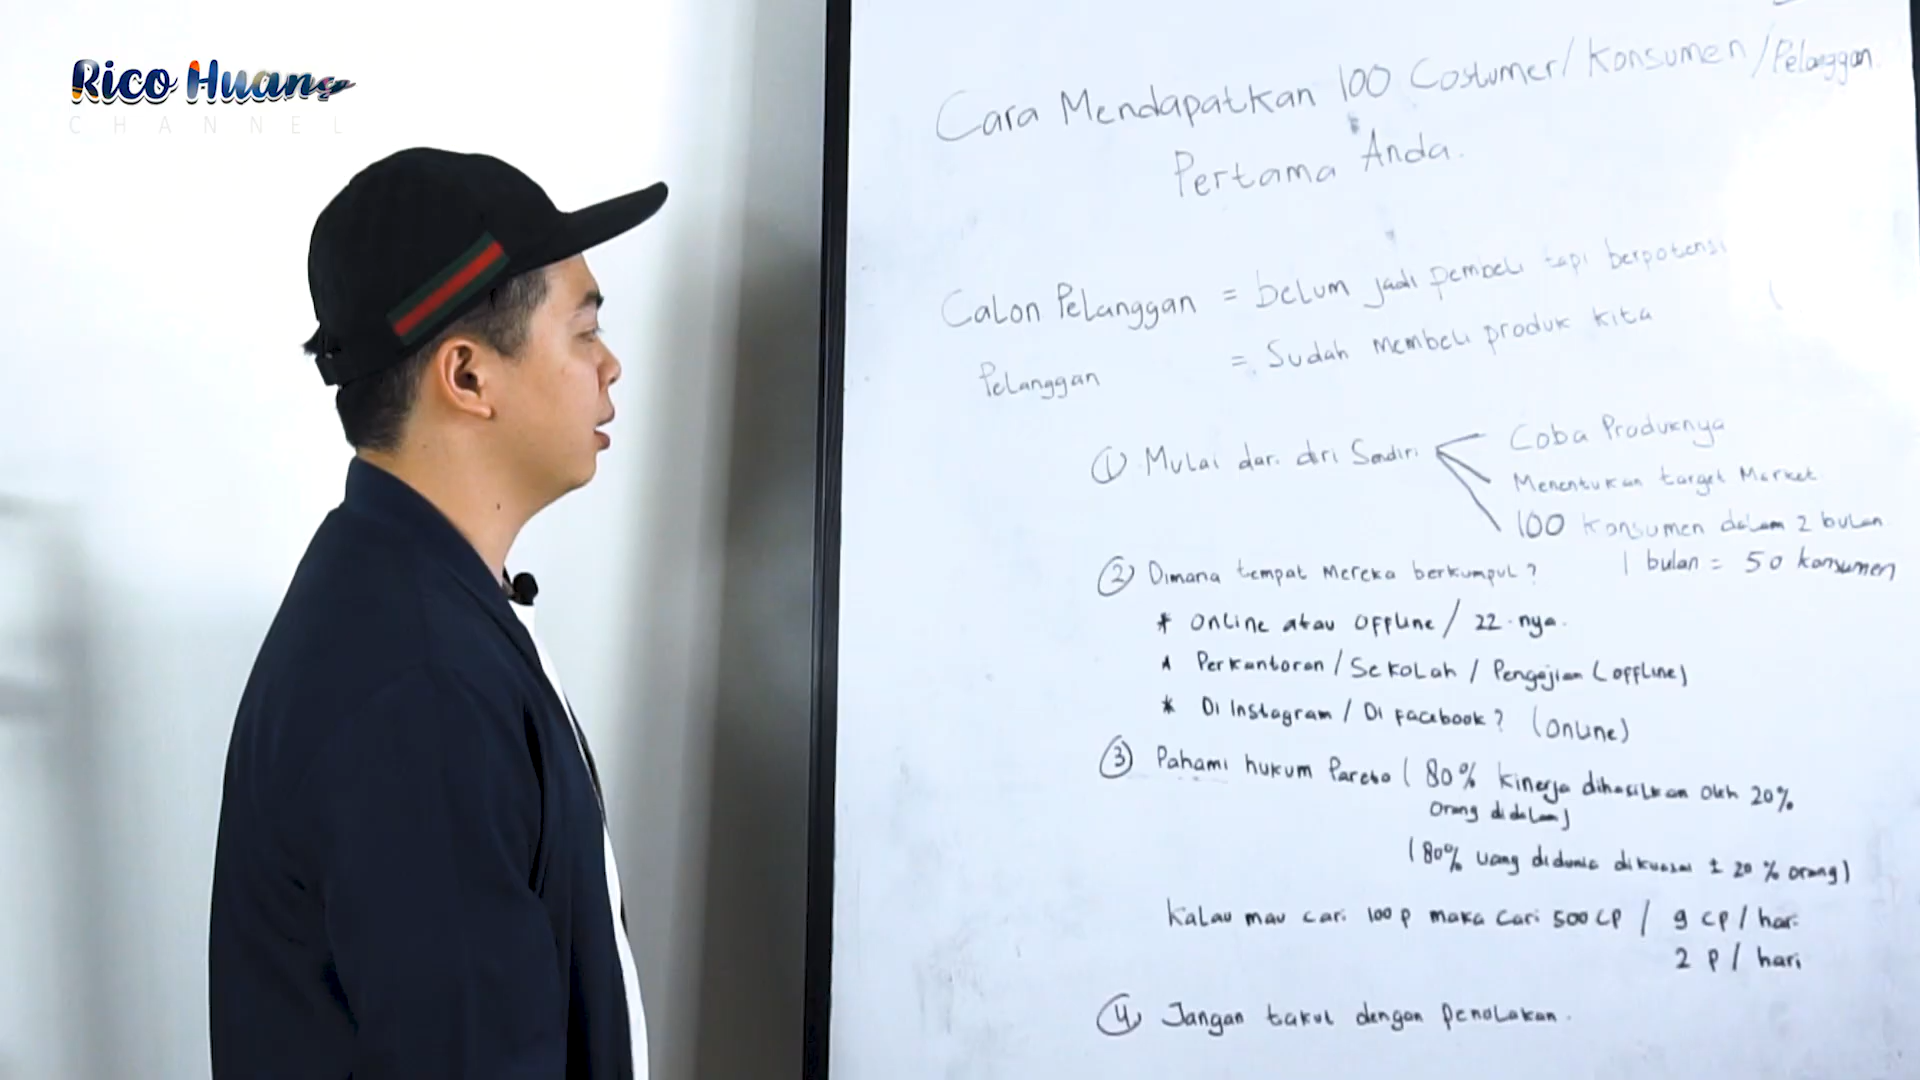 Rico Huang
CHANNEL
Cara Mendapatkan 100 Costumer/Konsumen/Pelanggan
Pertama Anda.
Calon Pelanggan = belum jadi pembeli tapi berpotensi
Pelanggan = Sudah membeli produk kita
① Mulai dari diri Sendiri
Coba Produknya
Menentukan target Market
100 Konsumen dalam 2 bulan
1 bulan = 50 konsumen
② Dimana tempat mereka berkumpul?
* Online atau Offline / 22-nya.
* Perkantoran / Sekolah / Pengajian (offline)
* Di Instagram / Di facebook? (Online)
③ Pahami hukum Pareto ( 80% kinerja dihasilkan oleh 20%
orang didalam)
(80% uang didunia dikuasai ± 20% orang)
Kalau mau cari 100 P maka cari 500 CP / 9 cp / hari
2 P / hari
④ Jangan takut dengan penolakan.